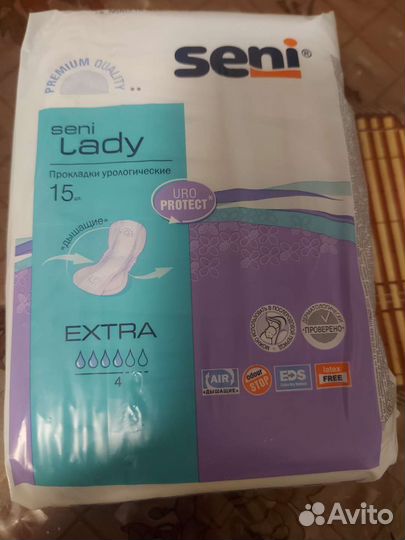 PREMIUM QUALITY
seni®
seni
Lady
Прокладки урологические
15 шт.
URO
PROTECT
"дышащие"
EXTRA
4
ПРОВЕРЕНО
(AIR)
"ДЫШАЩИЕ"
odour
STOP
EDS
latex
FREE
Avito